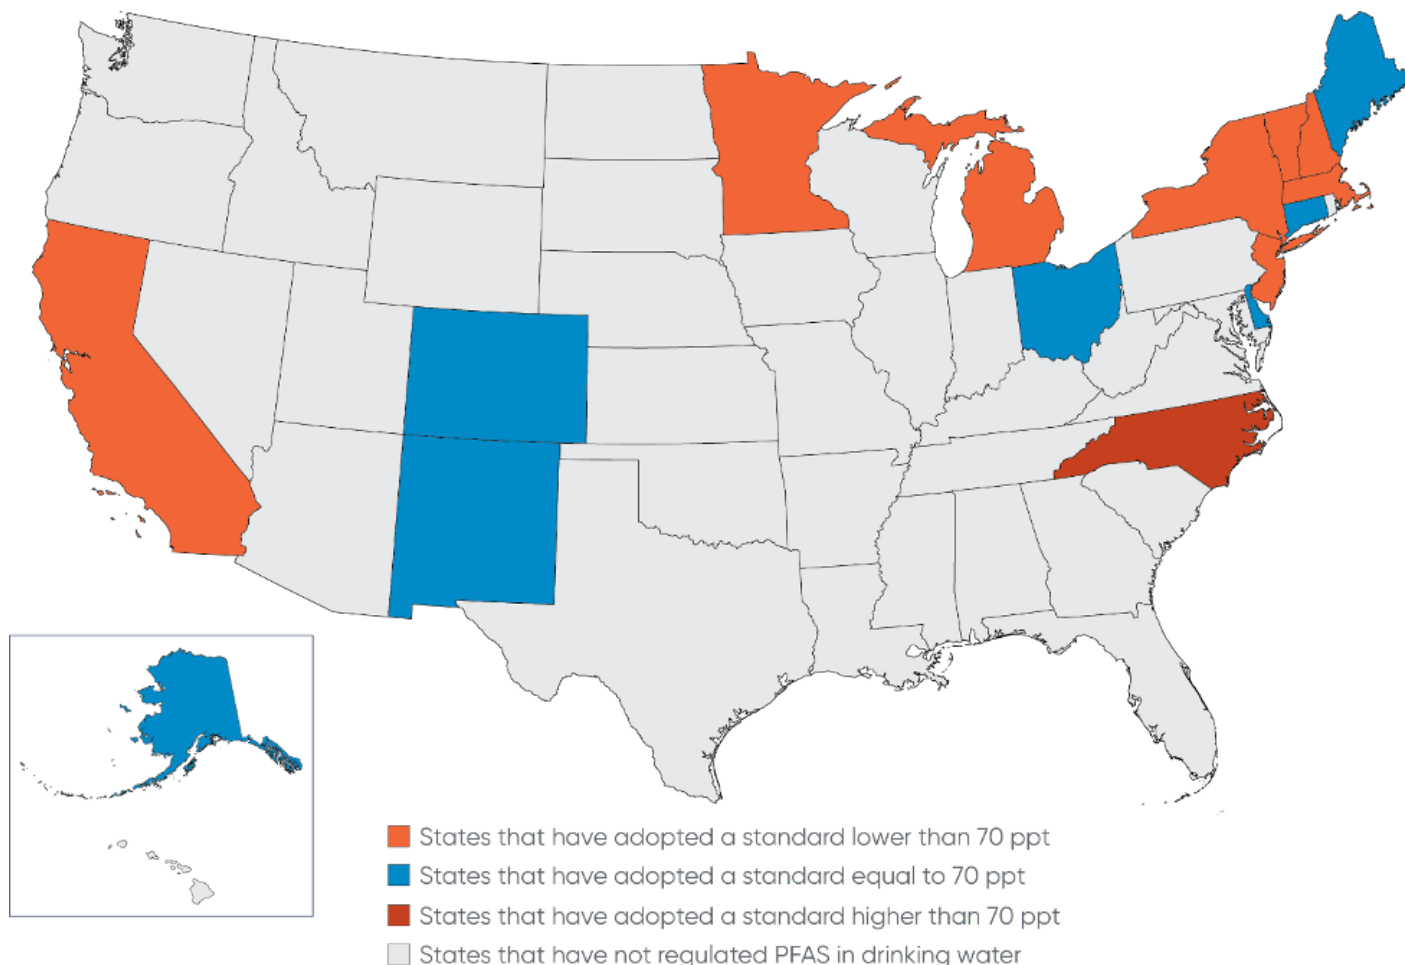 States that have adopted a standard lower than 70 ppt
States that have adopted a standard equal to 70 ppt
States that have adopted a standard higher than 70 ppt
States that have not regulated PFAS in drinking water